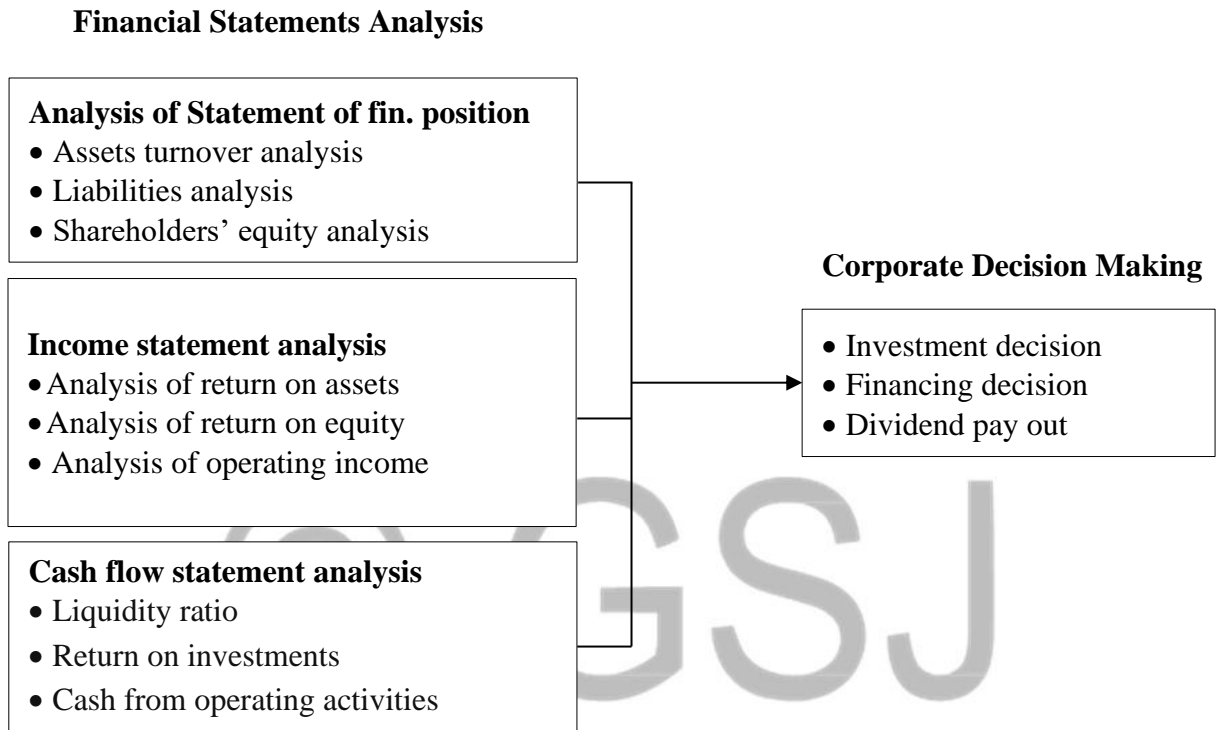 Financial Statements Analysis
Analysis of Statement of fin. position
• Assets turnover analysis
• Liabilities analysis
• Shareholders’ equity analysis
Income statement analysis
• Analysis of return on assets
• Analysis of return on equity
• Analysis of operating income
Cash flow statement analysis
• Liquidity ratio
• Return on investments
• Cash from operating activities
Corporate Decision Making
• Investment decision
• Financing decision
• Dividend pay out
© GSJ